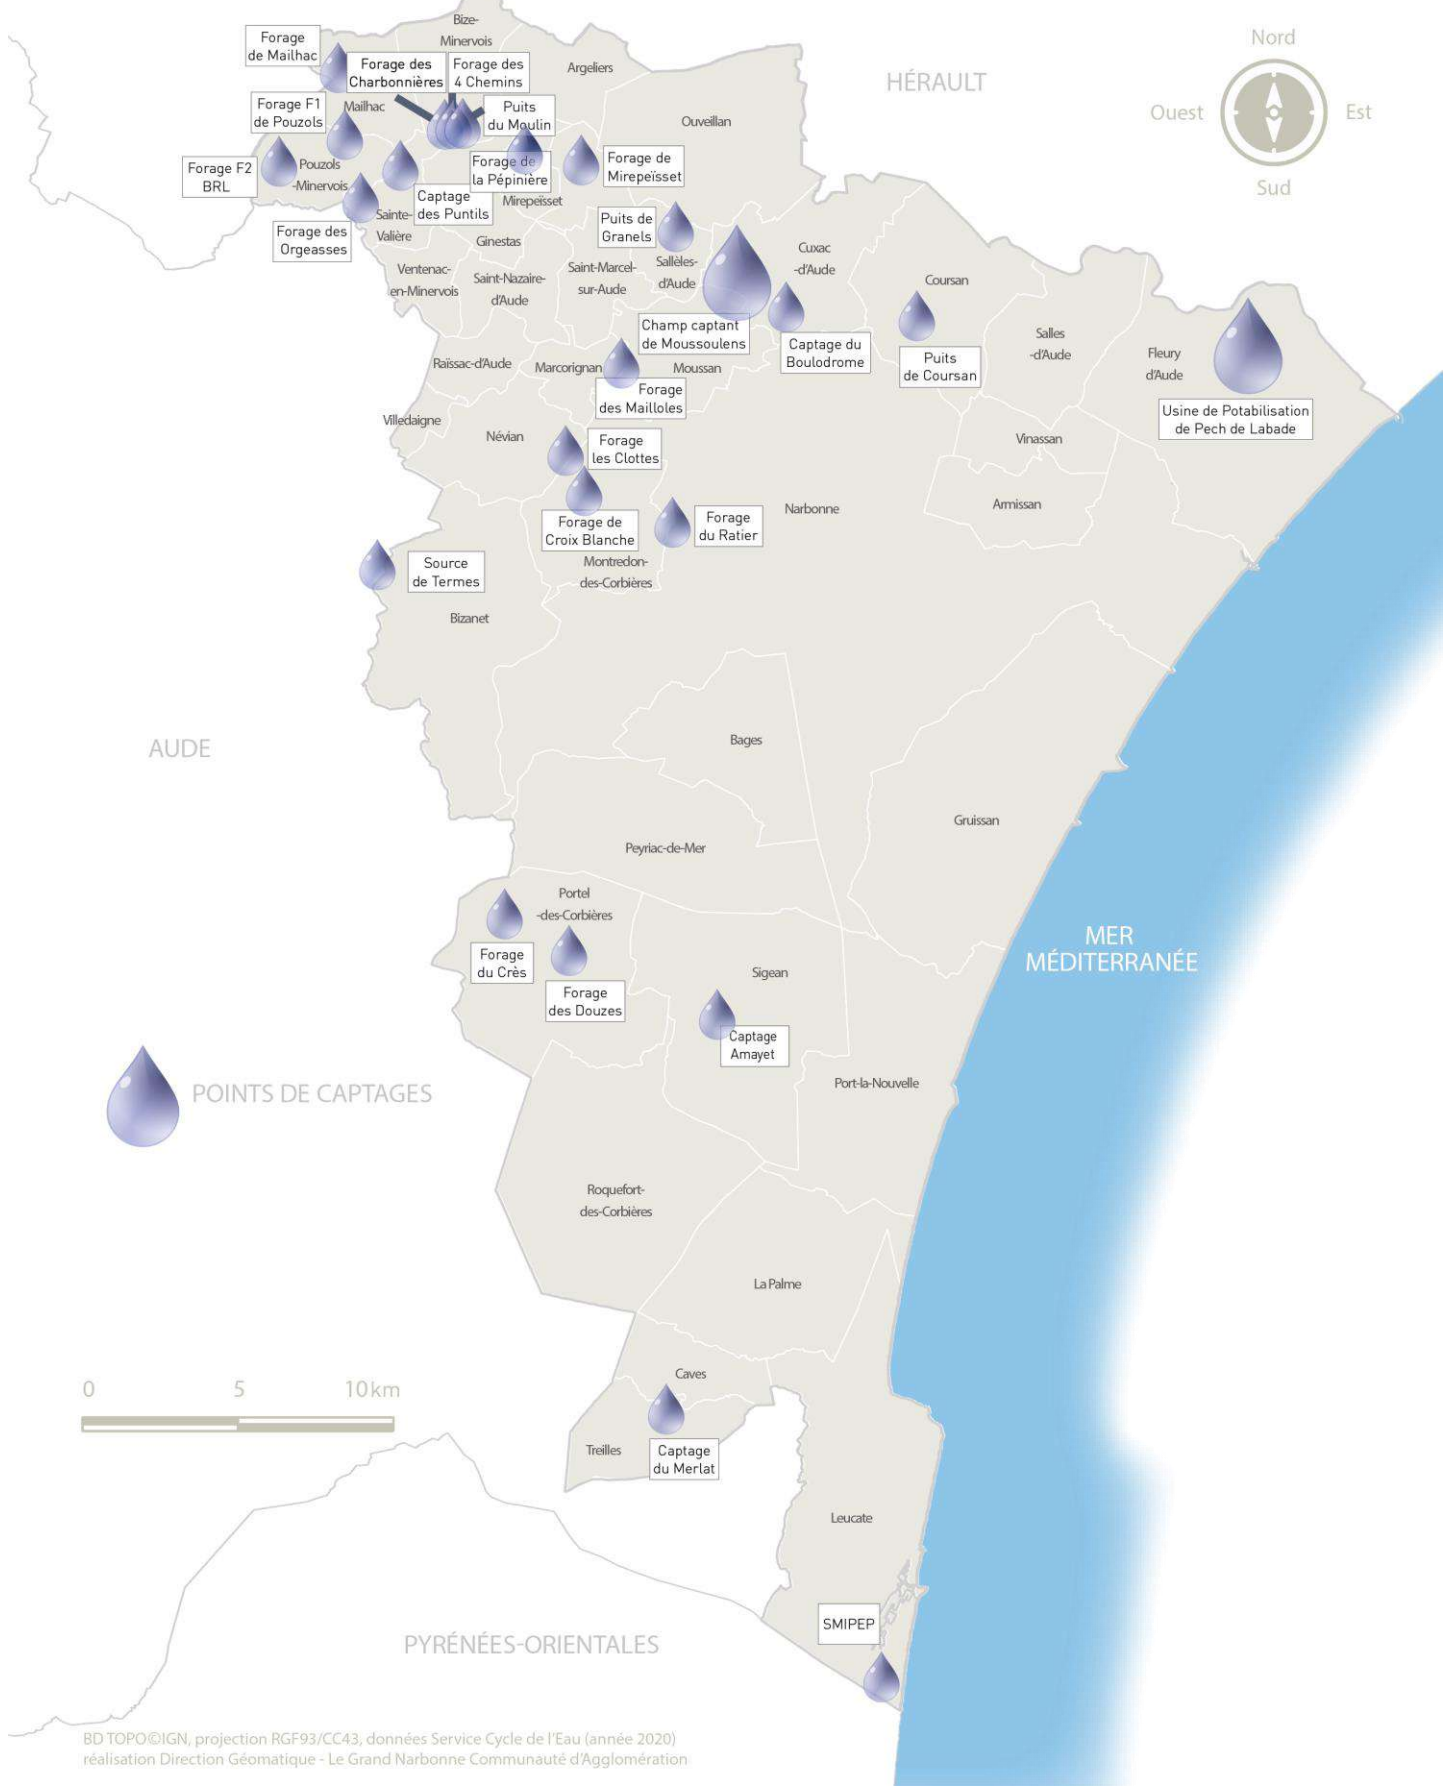 Bize-
Minervois
Forage
de Mailhac
Forage des
Charbonnières
Forage des
4 Chemins
Argeliers
HÉRAULT
Nord
Ouest
Est
Sud
Forage F1
de Pouzols
Mailhac
Puits
du Moulin
Ouveillan
Forage F2
BRL
Pouzols
-Minervois
Forage de
la Pépinière
Forage de
Mirepeïsset
Captage
des Puntils
Mirepeïsset
Forage des
Orgeasses
Sainte-
Valière
Ginestas
Puits de
Granels
Cuxac
-d'Aude
Ventenac-
en-Minervois
Saint-Nazaire-
d'Aude
Saint-Marcel-
sur-Aude
Sallèles-
d'Aude
Coursan
Champ captant
de Moussoulens
Captage du
Boulodrome
Puits
de Coursan
Salles
-d'Aude
Fleury
d'Aude
Raïssac-d'Aude
Marcorignan
Moussan
Forage
des Mailloles
Usine de Potabilisation
de Pech de Labade
Villedaigne
Névian
Forage
les Clottes
Vinassan
Armissan
Narbonne
Forage de
Croix Blanche
Forage
du Ratier
Montredon-
des-Corbières
Source
de Termes
Bizanet
AUDE
Bages
Gruissan
Peyriac-de-Mer
Portel
-des-Corbières
MER
MÉDITERRANÉE
Forage
du Crès
Forage
des Douzes
Sigean
Captage
Amayet
Port-la-Nouvelle
POINTS DE CAPTAGES
Roquefort-
des-Corbières
La Palme
Caves
0 5 10 km
Treilles
Captage
du Merlat
Leucate
SMIPEP
PYRÉNÉES-ORIENTALES
BD TOPO©IGN, projection RGF93/CC43, données Service Cycle de l'Eau (année 2020)
réalisation Direction Géomatique - Le Grand Narbonne Communauté d'Agglomération